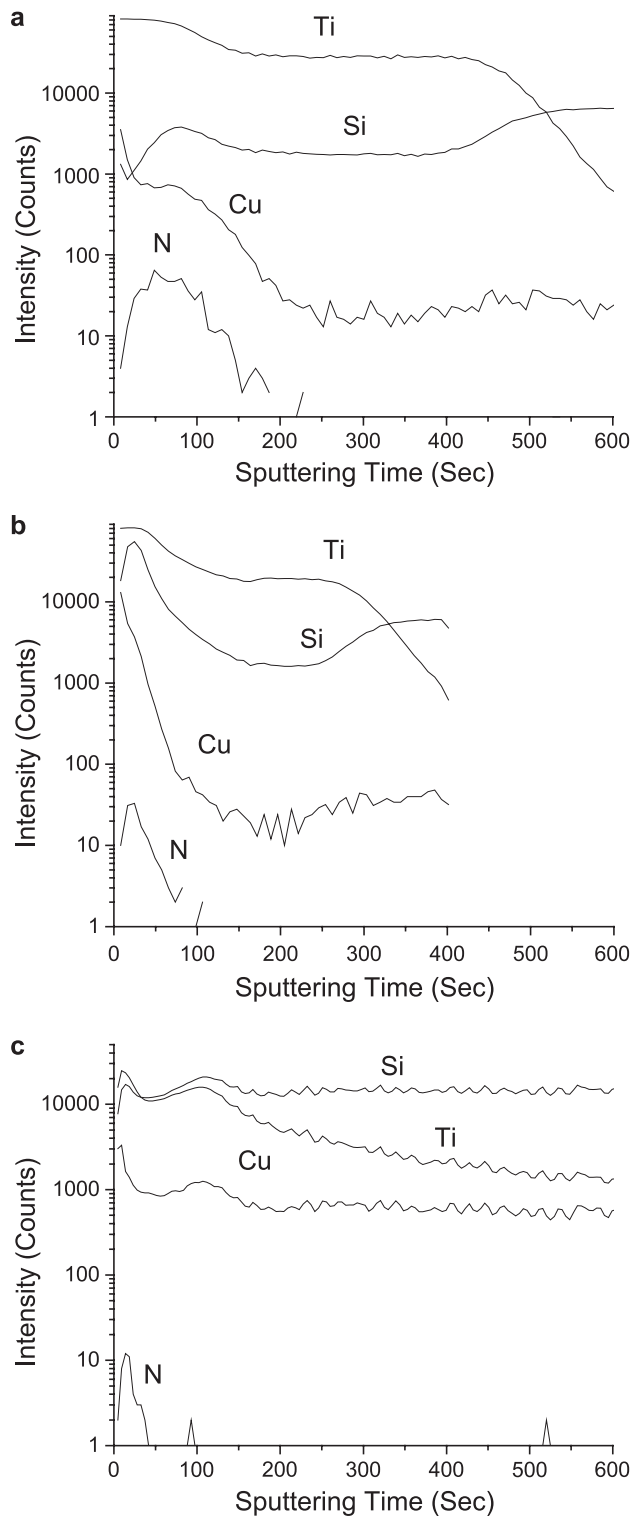 a
Ti
Si
Cu
N
10000
1000
100
10
1
Intensity (Counts)
0 100 200 300 400 500 600
Sputtering Time (Sec)
b
Ti
Si
Cu
N
10000
1000
100
10
1
Intensity (Counts)
0 100 200 300 400 500 600
Sputtering Time (Sec)
c
Si
Ti
Cu
N
10000
1000
100
10
1
Intensity (Counts)
0 100 200 300 400 500 600
Sputtering Time (Sec)